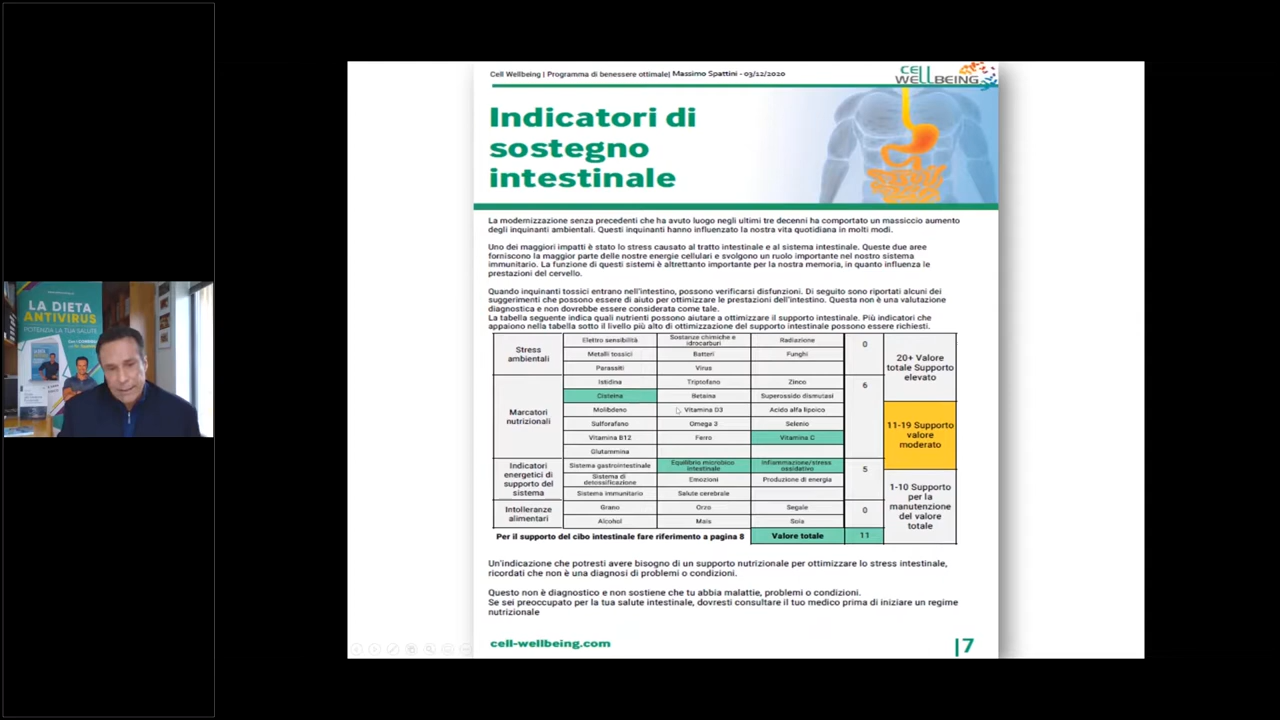 Cell Wellbeing | Programma di benessere ottimale| Massimo Spattini - 03/12/2020
CELL
WELLBEING
Indicatori di
sostegno
intestinale
La modernizzazione senza precedenti che ha avuto luogo negli ultimi tre decenni ha comportato un massiccio aumento
degli inquinanti ambientali. Questi inquinanti hanno influenzato la nostra vita quotidiana in molti modi.
Uno dei maggiori impatti è stato lo stress causato al tratto intestinale e al sistema intestinale. Queste due aree
forniscono la maggior parte delle nostre energie cellulari e svolgono un ruolo importante nel nostro sistema
immunitario. La funzione di questi sistemi è altrettanto importante per la nostra memoria, in quanto influenza le
prestazioni del cervello.
Quando inquinanti tossici entrano nell'intestino, possono verificarsi disfunzioni. Di seguito sono riportati alcuni dei
suggerimenti che possono essere di aiuto per ottimizzare le prestazioni dell'intestino. Questa non è una valutazione
diagnostica e non dovrebbe essere considerata come tale.
La tabella seguente indica quali nutrienti possono aiutare a ottimizzare il supporto intestinale. Più indicatori che
appaiono nella tabella sotto il livello più alto di ottimizzazione del supporto intestinale possono essere richiesti.
Stress
ambientali
Elettro sensibilità
Sostanze chimiche e
idrocarburi
Radiazione
0
Metalli tossici
Batteri
Funghi
Parassiti
Virus
Marcatori
nutrizionali
Istidina
Triptofano
Zinco
6
Cisteina
Betaina
Superossido dismutasi
Molibdeno
Vitamina D3
Acido alfa lipoico
Sulforafano
Omega 3
Selenio
Vitamina B12
Ferro
Vitamina C
Glutammina
Indicatori
energetici di
supporto del
sistema
Sistema gastrointestinale
Equilibrio microbico
intestinale
Infiammazione/stress
ossidativo
5
Sistema di
detossificazione
Emozioni
Produzione di energia
Sistema immunitario
Salute cerebrale
Intolleranze
alimentari
Grano
Orzo
Segale
0
Alcohol
Mais
Soia
20+ Valore
totale Supporto
elevato
11-19 Supporto
valore
moderato
1-10 Supporto
per la
manutenzione
del valore
totale
Per il supporto del cibo intestinale fare riferimento a pagina 8
Valore totale
11
Un'indicazione che potresti avere bisogno di un supporto nutrizionale per ottimizzare lo stress intestinale,
ricordati che non è una diagnosi di problemi o condizioni.
Questo non è diagnostico e non sostiene che tu abbia malattie, problemi o condizioni.
Se sei preoccupato per la tua salute intestinale, dovresti consultare il tuo medico prima di iniziare un regime
nutrizionale
cell-wellbeing.com
|7
LA DIETA
ANTIVIRUS
POTENZIA LA TUA SALUTE